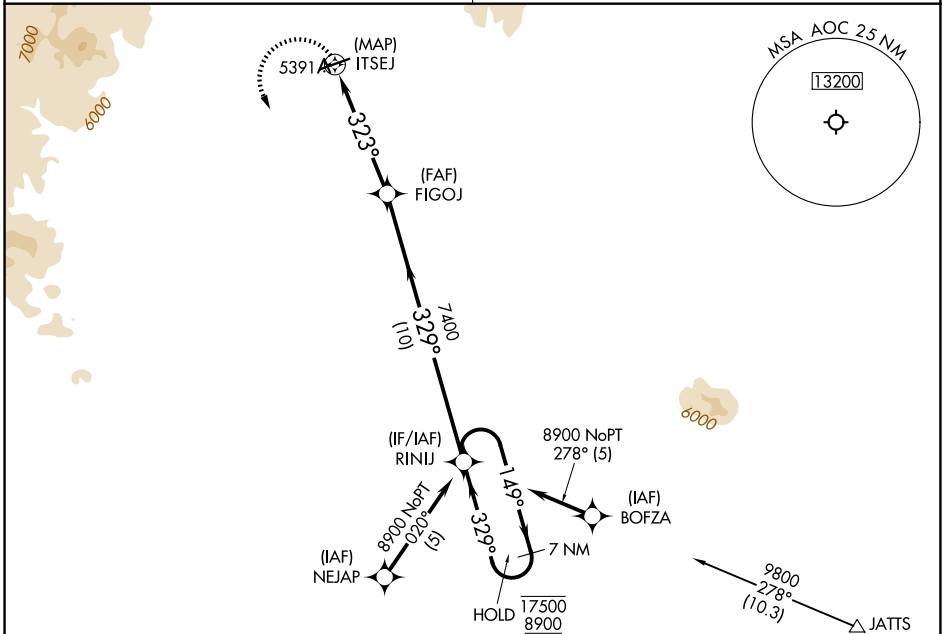 7000
6000
(MAP)
ITSEJ
5391
323°
(FAF)
FIGOJ
MSA AOC 25 NM
13200
7400
329°
(10)
(IF/IAF)
RINIJ
149°
329°
8900 NoPT
278° (5)
(IAF)
BOFZA
6000
8900 NoPT
020°
(5)
(IAF)
NEJAP
7 NM
HOLD
17500
8900
9800
278°
(10.3)
JATTS